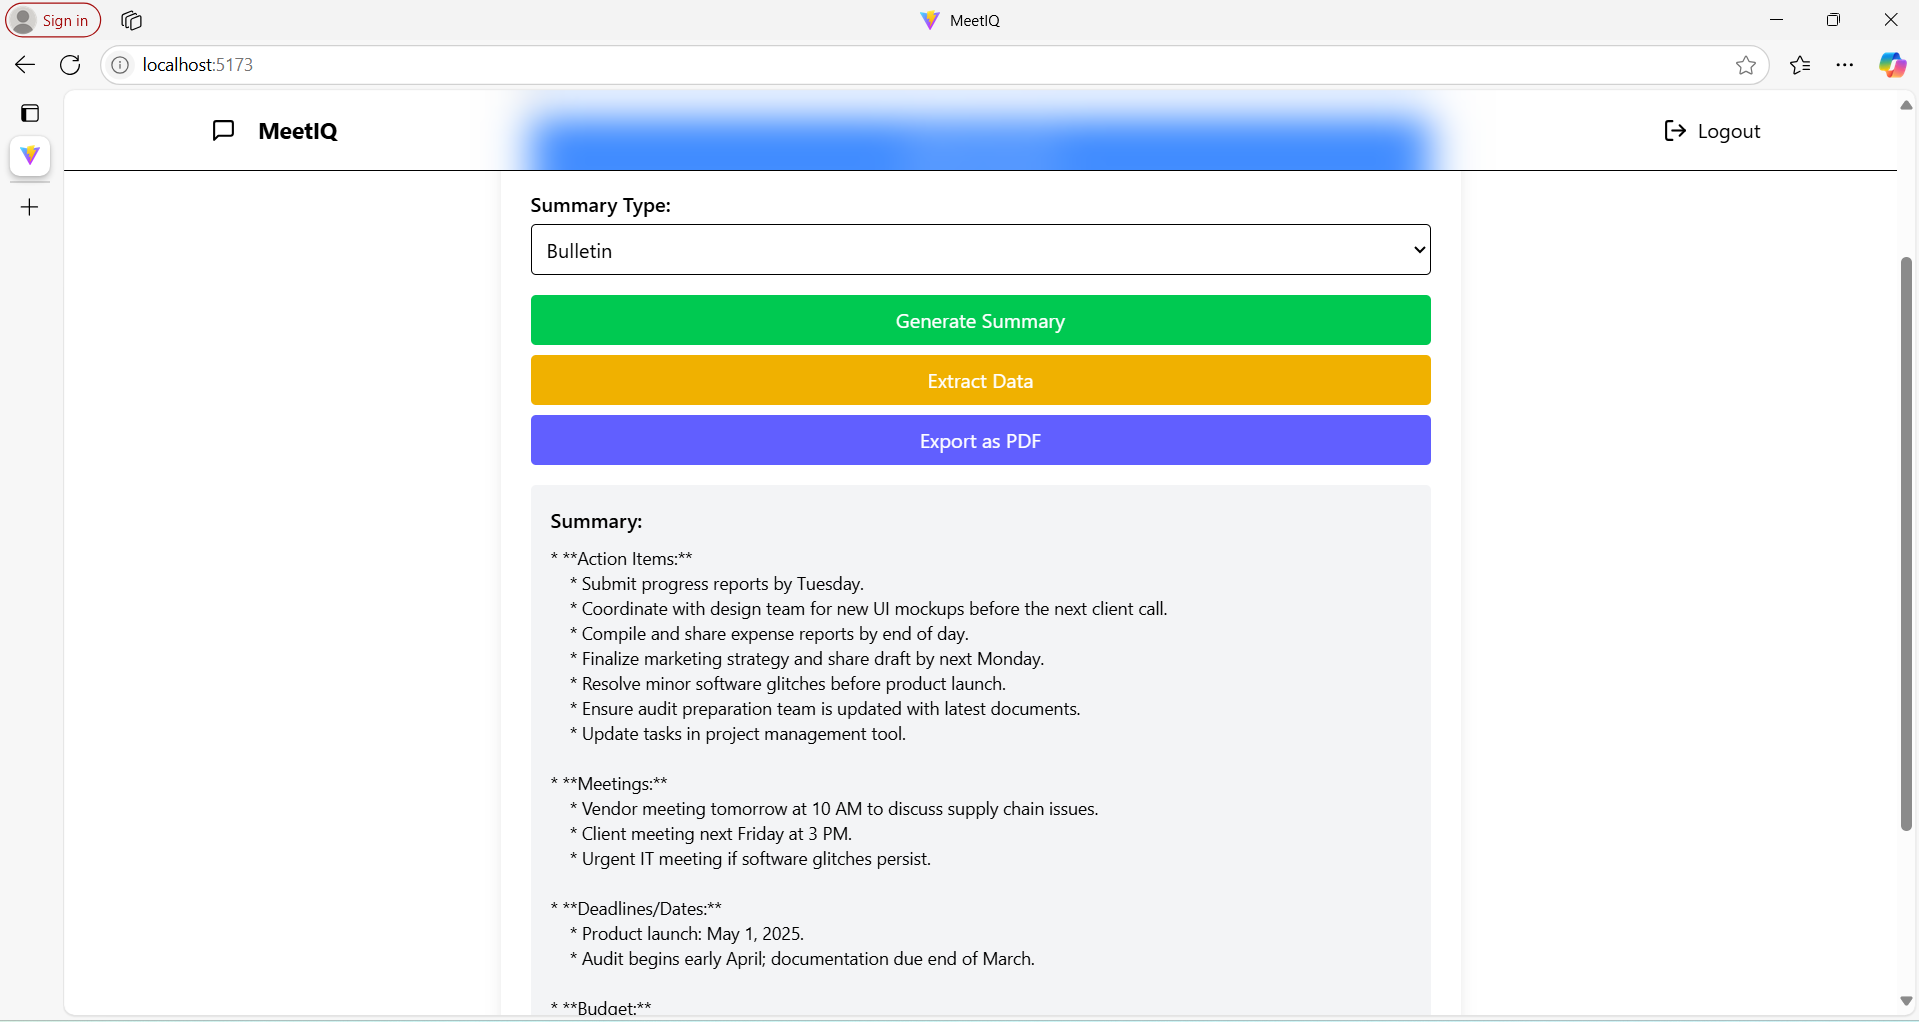 Sign in
MeetIQ
localhost:5173
MeetIQ
Logout
Summary Type:
Bulletin
Generate Summary
Extract Data
Export as PDF
Summary:
* **Action Items:**
* Submit progress reports by Tuesday.
* Coordinate with design team for new UI mockups before the next client call.
* Compile and share expense reports by end of day.
* Finalize marketing strategy and share draft by next Monday.
* Resolve minor software glitches before product launch.
* Ensure audit preparation team is updated with latest documents.
* Update tasks in project management tool.
* **Meetings:**
* Vendor meeting tomorrow at 10 AM to discuss supply chain issues.
* Client meeting next Friday at 3 PM.
* Urgent IT meeting if software glitches persist.
* **Deadlines/Dates:**
* Product launch: May 1, 2025.
* Audit begins early April; documentation due end of March.
* **Budget:**